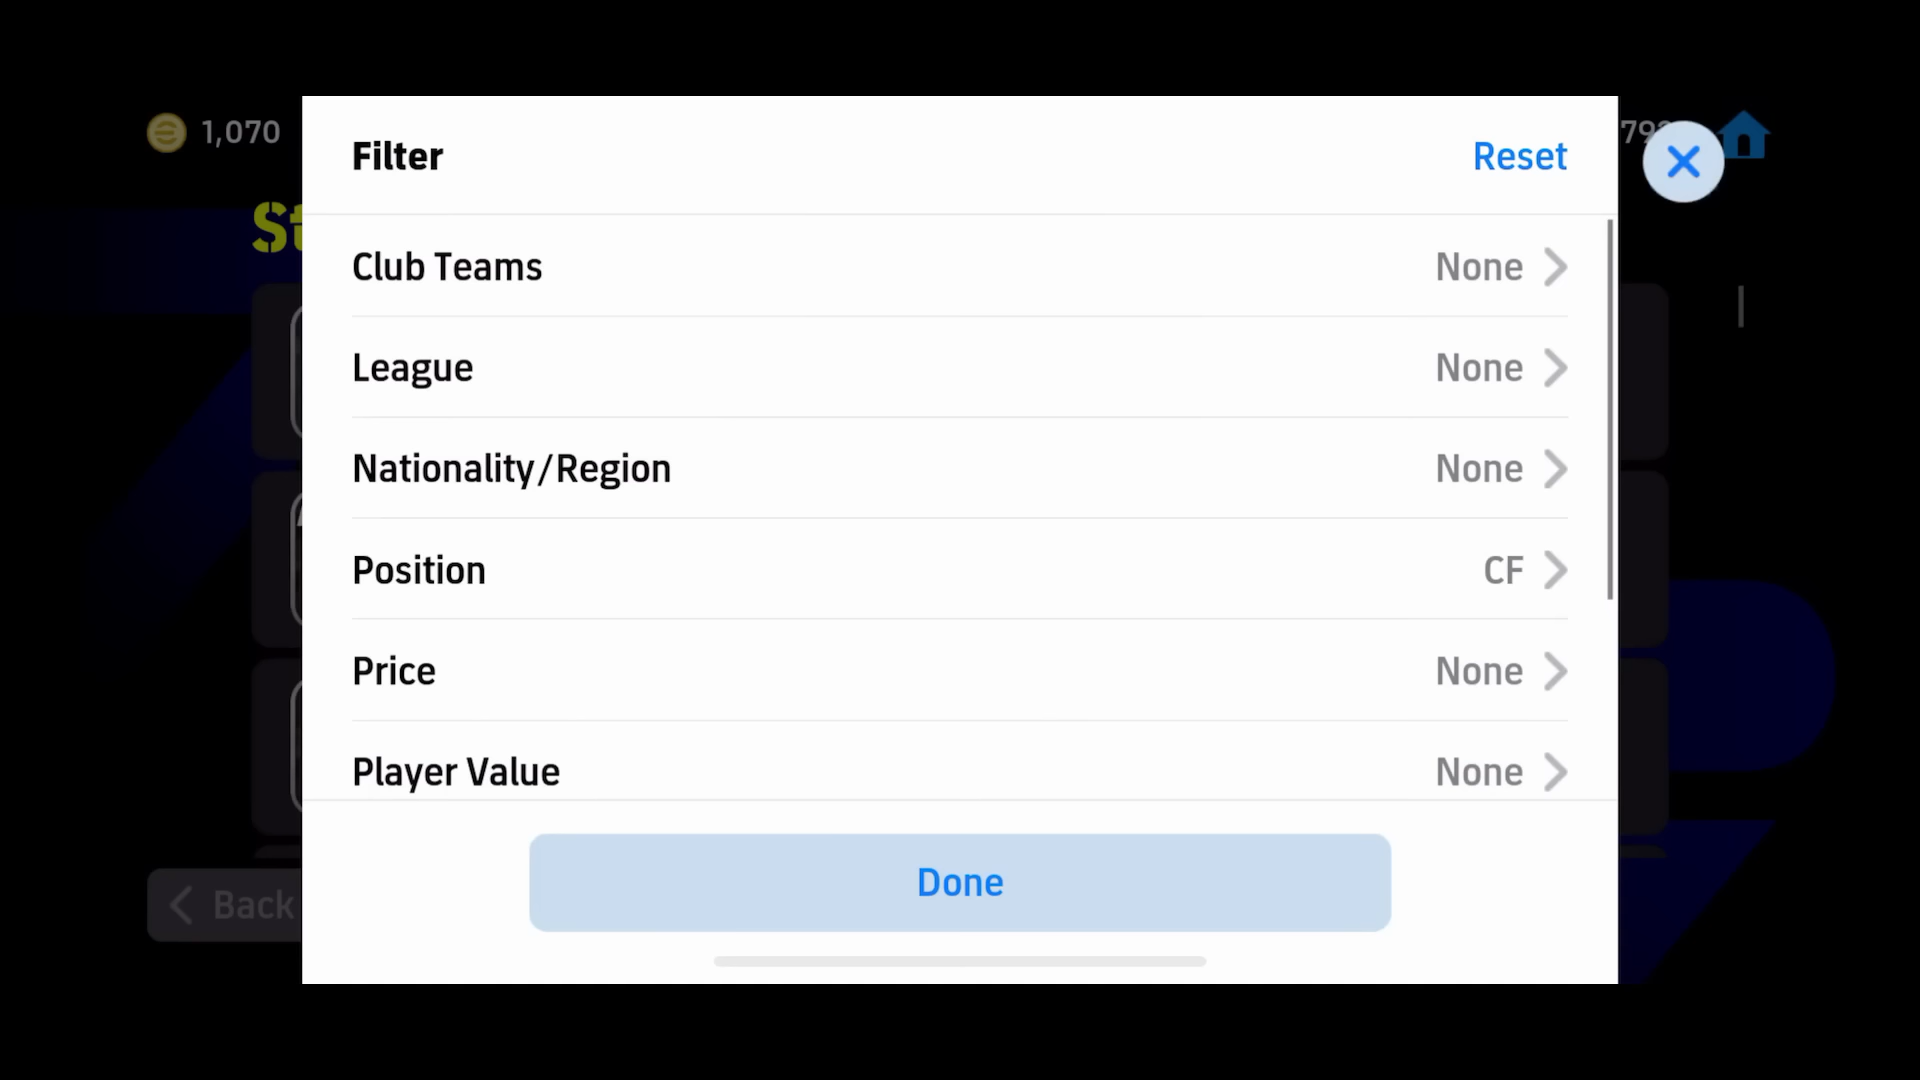 1,070
Filter
Reset
St
Club Teams None
League None
Nationality/Region None
Position CF
Price None
Player Value None
Done
Back